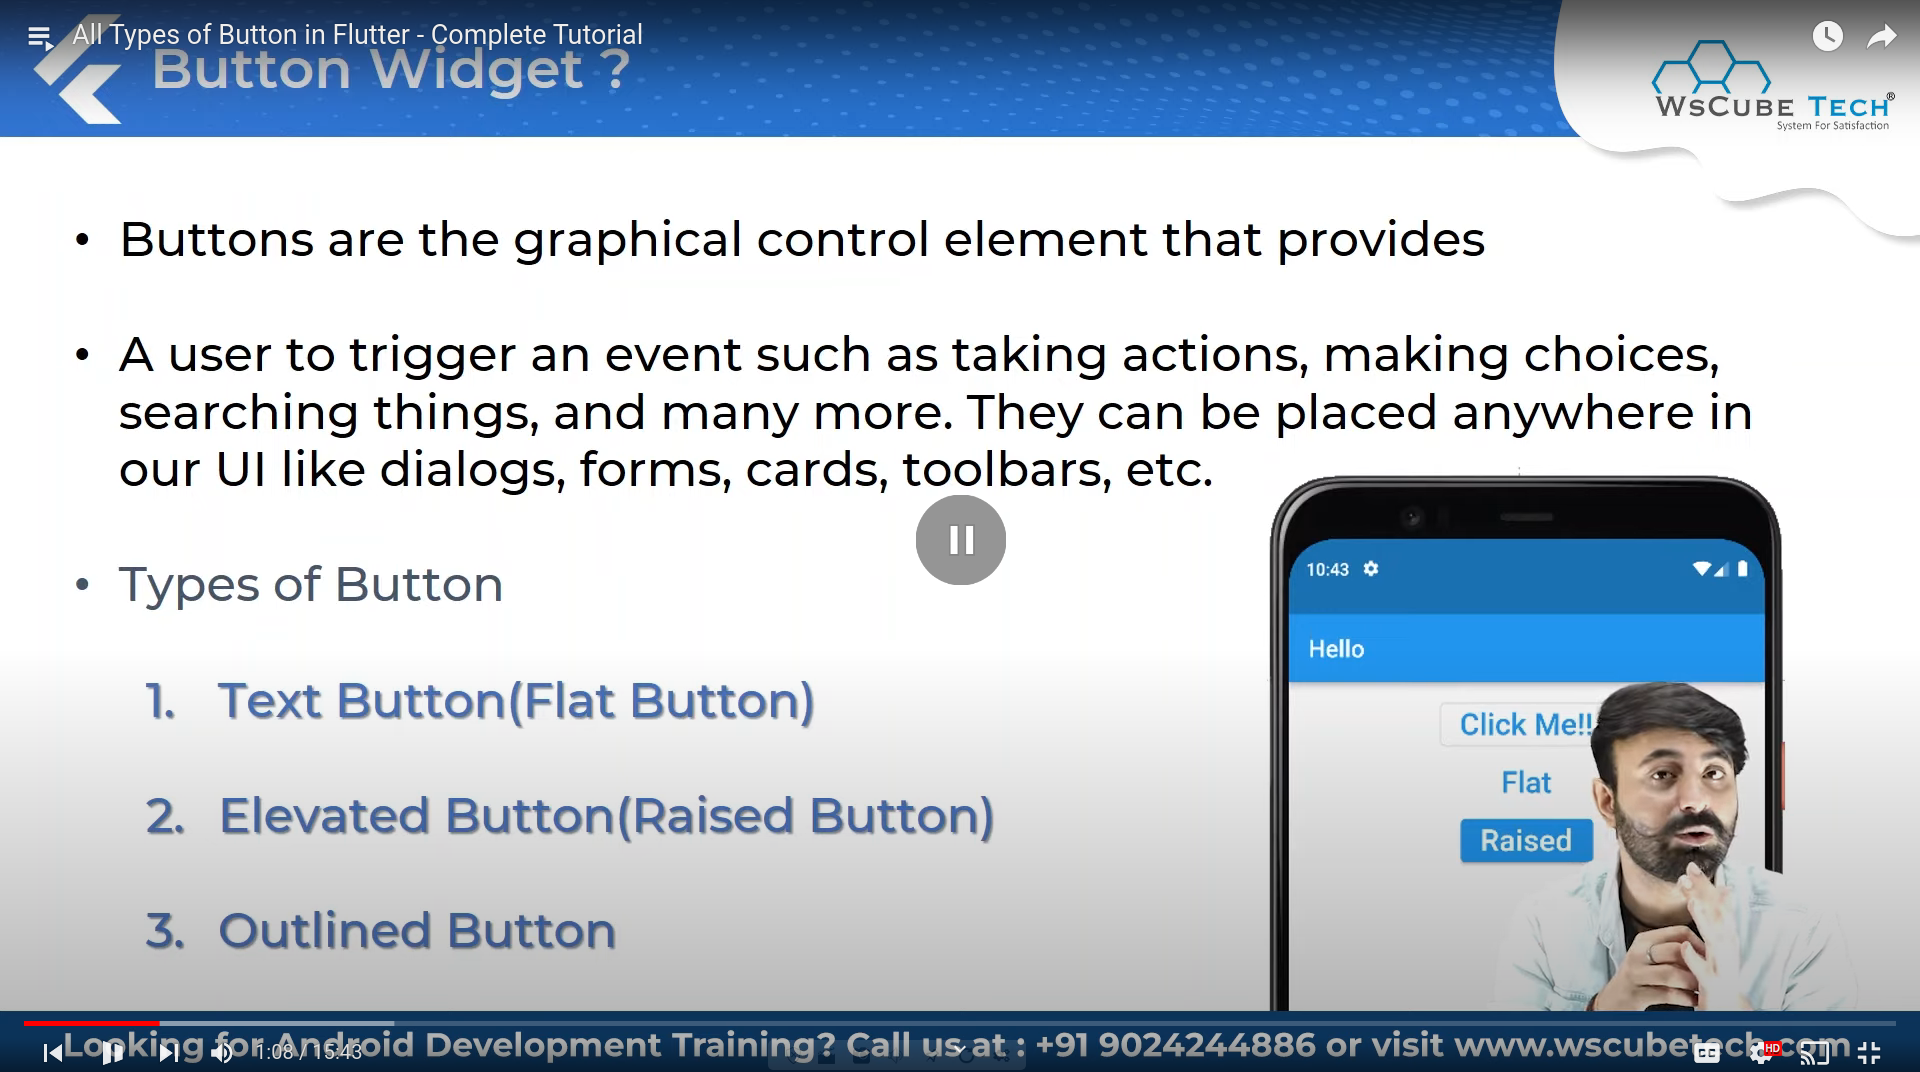 All Types of Button in Flutter - Complete Tutorial
Button Widget ?
WSCUBE TECH®
System For Satisfaction
• Buttons are the graphical control element that provides
• A user to trigger an event such as taking actions, making choices,
searching things, and many more. They can be placed anywhere in
our UI like dialogs, forms, cards, toolbars, etc.
• Types of Button
1. Text Button(Flat Button)
2. Elevated Button(Raised Button)
3. Outlined Button
10:43
Hello
Click Me!!
Flat
Raised
Looking for Android Development Training? Call us at : +91 9024244886 or visit www.wscubetech.com
1:08 / 15:43
CC
HD